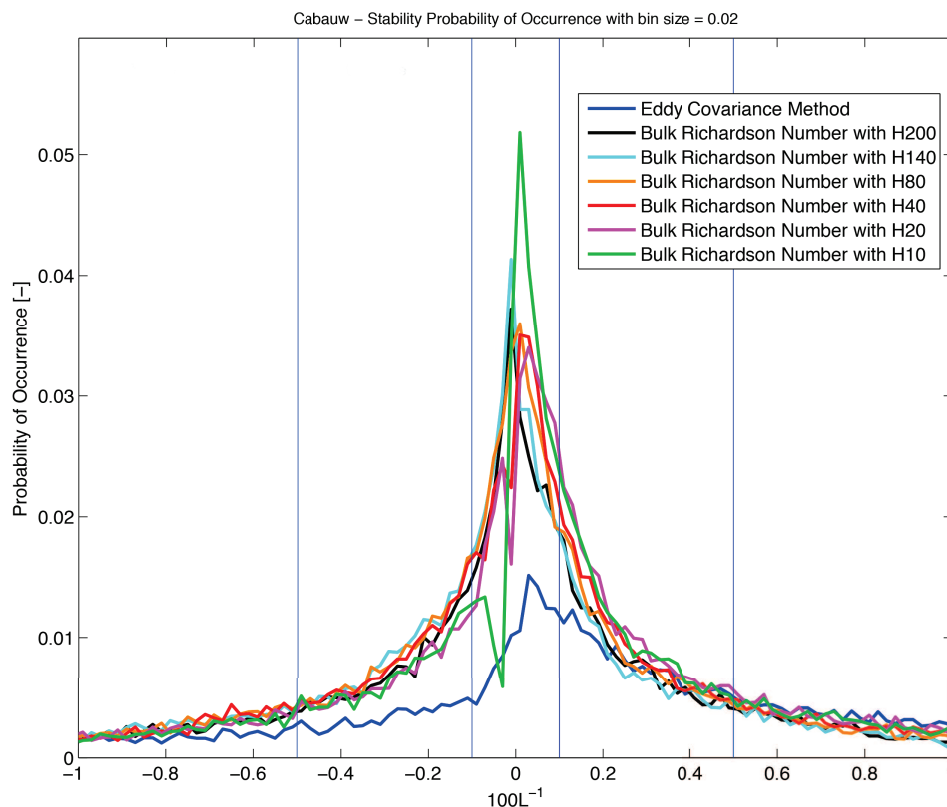 Cabauw − Stability Probability of Occurrence with bin size = 0.02
Eddy Covariance Method
Bulk Richardson Number with H200
Bulk Richardson Number with H140
Bulk Richardson Number with H80
Bulk Richardson Number with H40
Bulk Richardson Number with H20
Bulk Richardson Number with H10
Probability of Occurrence [−]
0.05
0.04
0.03
0.02
0.01
0
−1 −0.8 −0.6 −0.4 −0.2 0 0.2 0.4 0.6 0.8
100L⁻¹